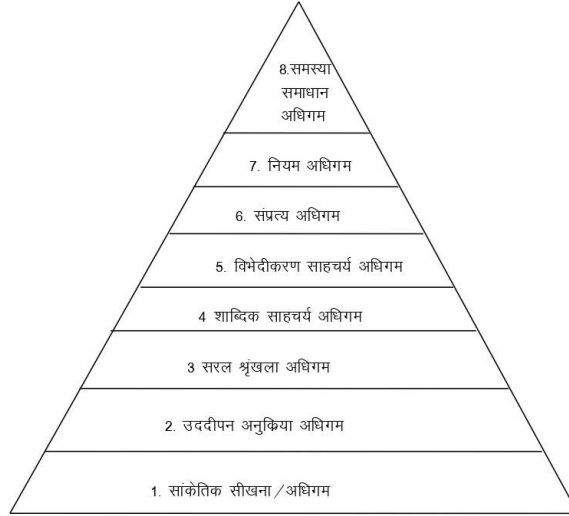 8.समस्या
समाधान
अधिगम
7. नियम अधिगम
6. संप्रत्य अधिगम
5. विभेदीकरण साहचर्य अधिगम
4 शाब्दिक साहचर्य अधिगम
3 सरल श्रृंखला अधिगम
2. उददीपन अनुक्रिया अधिगम
1. सांकेतिक सीखना/अधिगम